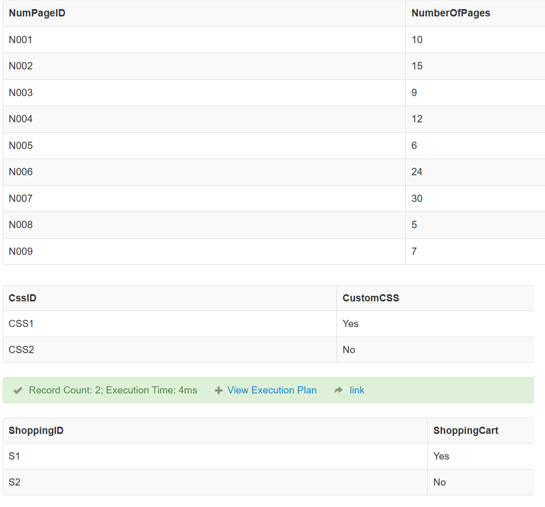 NumPageID NumberOfPages
N001 10
N002 15
N003 9
N004 12
N005 6
N006 24
N007 30
N008 5
N009 7
CssID CustomCSS
CSS1 Yes
CSS2 No
Record Count: 2; Execution Time: 4ms View Execution Plan link
ShoppingID ShoppingCart
S1 Yes
S2 No